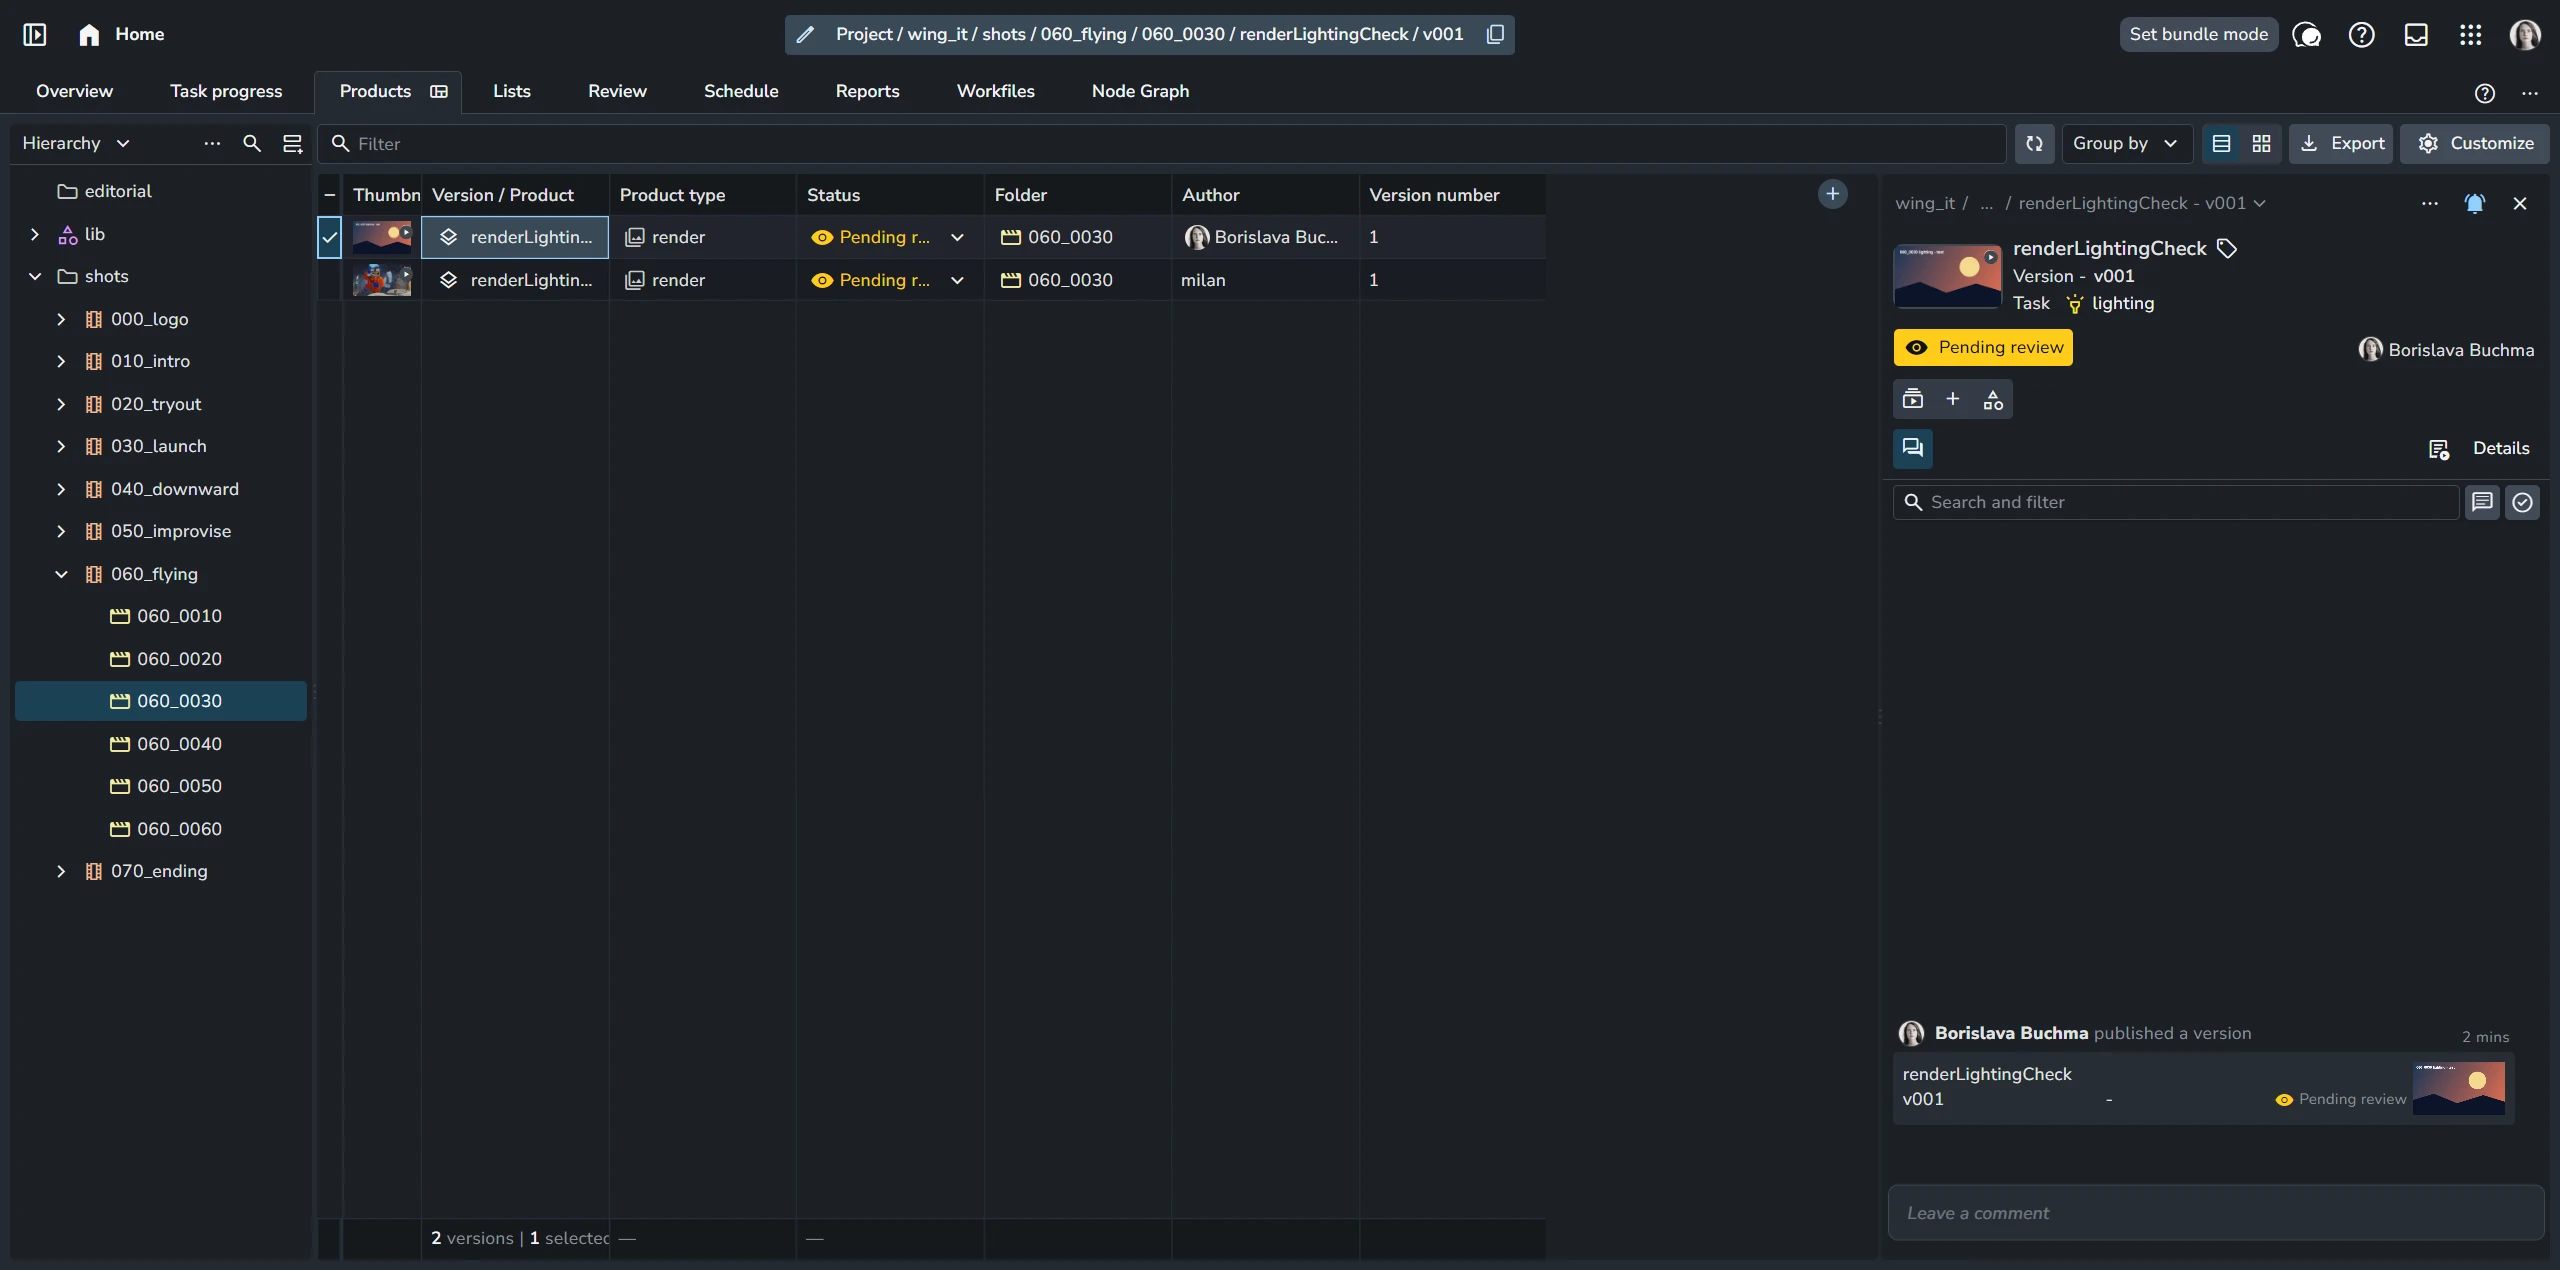 Home
Project / wing_it / shots / 060_flying / 060_0030 / renderLightingCheck / v001
Set bundle mode
Overview
Task progress
Products
Lists
Review
Schedule
Reports
Workfiles
Node Graph
Hierarchy
Filter
Group by
Export
Customize
editorial
lib
shots
000_logo
010_intro
020_tryout
030_launch
040_downward
050_improvise
060_flying
060_0010
060_0020
060_0030
060_0040
060_0050
060_0060
070_ending
Thumbn
Version / Product
Product type
Status
Folder
Author
Version number
renderLightin...
render
Pending r...
060_0030
Borislava Buc...
1
renderLightin...
render
Pending r...
060_0030
milan
1
2 versions | 1 selected
—
—
wing_it / ... / renderLightingCheck - v001
renderLightingCheck
Version - v001
Task lighting
Pending review
Borislava Buchma
Details
Search and filter
Borislava Buchma published a version
2 mins
renderLightingCheck
v001
-
Pending review
Leave a comment